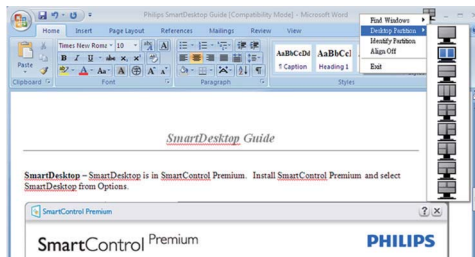 Philips SmartDesktop Guide [Compatibility Mode] - Microsoft Word
Home Insert Page Layout References Mailings Review View
Find Windows
Desktop Partition
Identify Partition
Align Off
Exit
Paste
Times New Roma 10
B I U abe x, x²
AaBbCcDd AaBbCcI
¶ Caption Heading 1
Clipboard Font Paragraph Styles
SmartDesktop Guide
SmartDesktop – SmartDesktop is in SmartControl Premium. Install SmartControl Premium and select
SmartDesktop from Options.
SmartControl Premium
SmartControl Premium
PHILIPS